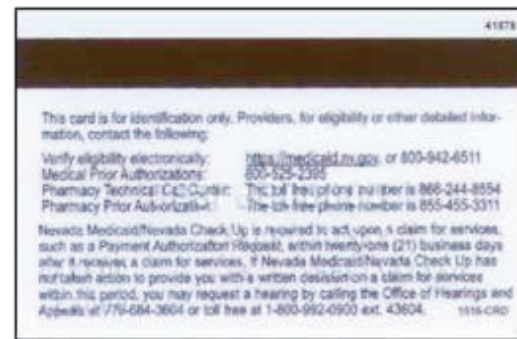 41878
This card is for identification only. Providers, for eligibility or other detailed infor-
mation, contact the following:
Verify eligibility electronically: https://medicaid.nv.gov, or 800-942-6511
Medical Prior Authorizations: 800-525-2395
Pharmacy Technical Call Center: The toll free phone number is 866-244-8554
Pharmacy Prior Authorization: The toll free phone number is 855-455-3311
Nevada Medicaid/Nevada Check Up is required to act upon a claim for services,
such as a Payment Authorization Request, within twenty-one (21) business days
after it receives a claim for services. If Nevada Medicaid/Nevada Check Up has
not taken action to provide you with a written decision on a claim for services
within this period, you may request a hearing by calling the Office of Hearings and
Appeals at 775-684-3604 or toll free at 1-800-992-0900 ext. 43604.